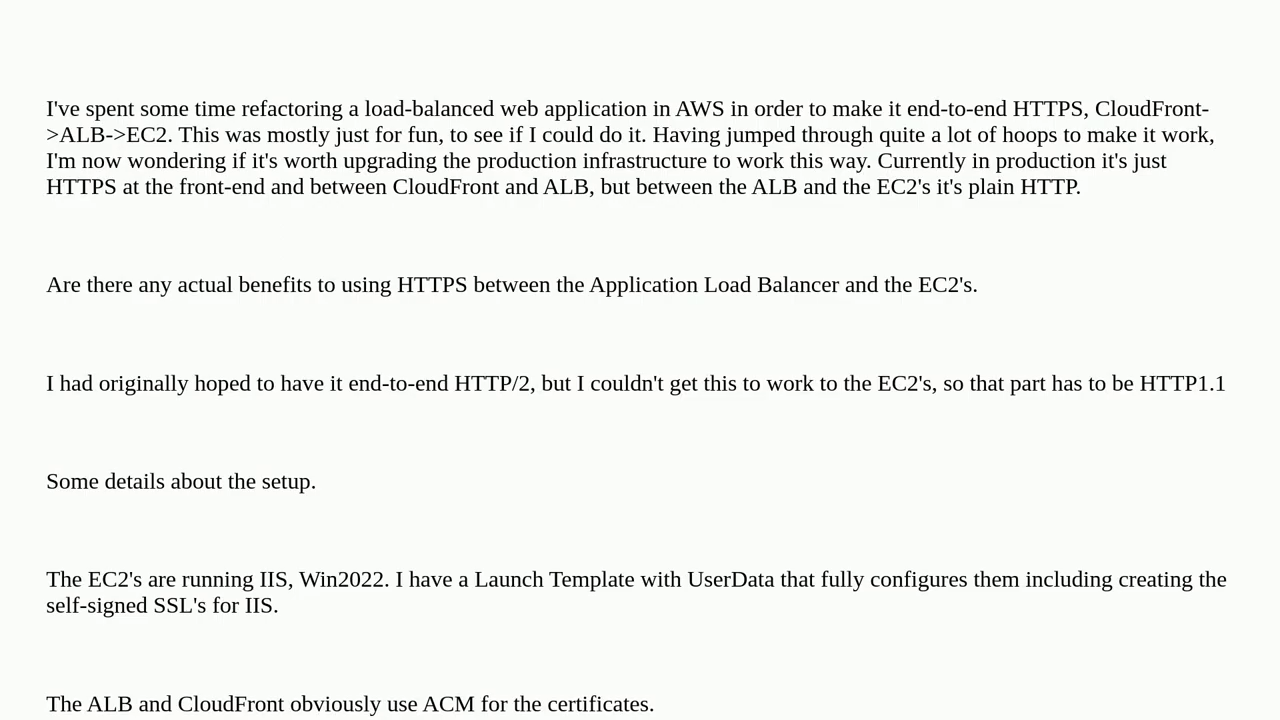 I've spent some time refactoring a load-balanced web application in AWS in order to make it end-to-end HTTPS, CloudFront-
>ALB->EC2. This was mostly just for fun, to see if I could do it. Having jumped through quite a lot of hoops to make it work,
I'm now wondering if it's worth upgrading the production infrastructure to work this way. Currently in production it's just
HTTPS at the front-end and between CloudFront and ALB, but between the ALB and the EC2's it's plain HTTP.
Are there any actual benefits to using HTTPS between the Application Load Balancer and the EC2's.
I had originally hoped to have it end-to-end HTTP/2, but I couldn't get this to work to the EC2's, so that part has to be HTTP1.1
Some details about the setup.
The EC2's are running IIS, Win2022. I have a Launch Template with UserData that fully configures them including creating the
self-signed SSL's for IIS.
The ALB and CloudFront obviously use ACM for the certificates.